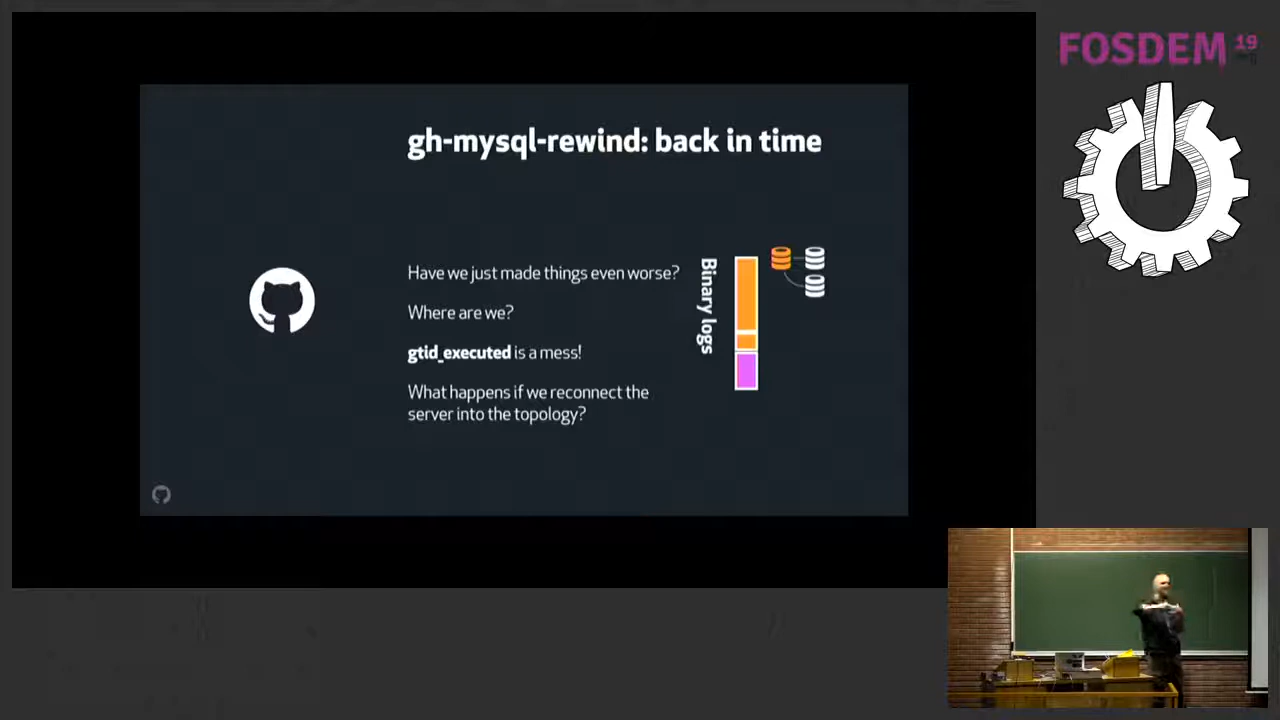 FOSDEM 19
gh-mysql-rewind: back in time
Have we just made things even worse?
Where are we?
gtid_executed is a mess!
What happens if we reconnect the
server into the topology?
Binary logs